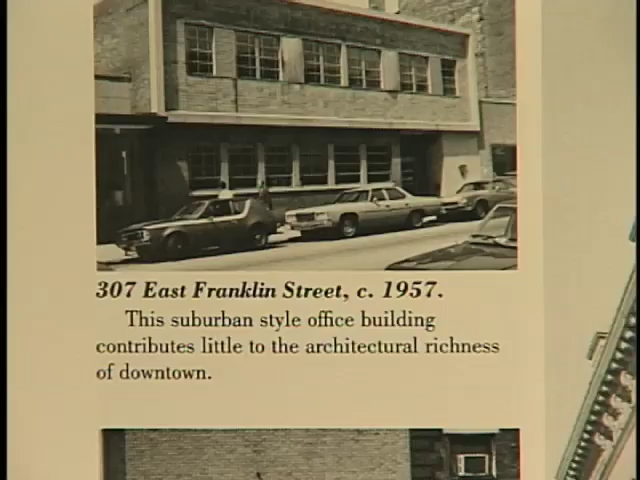 307 East Franklin Street, c. 1957.
This suburban style office building
contributes little to the architectural richness
of downtown.